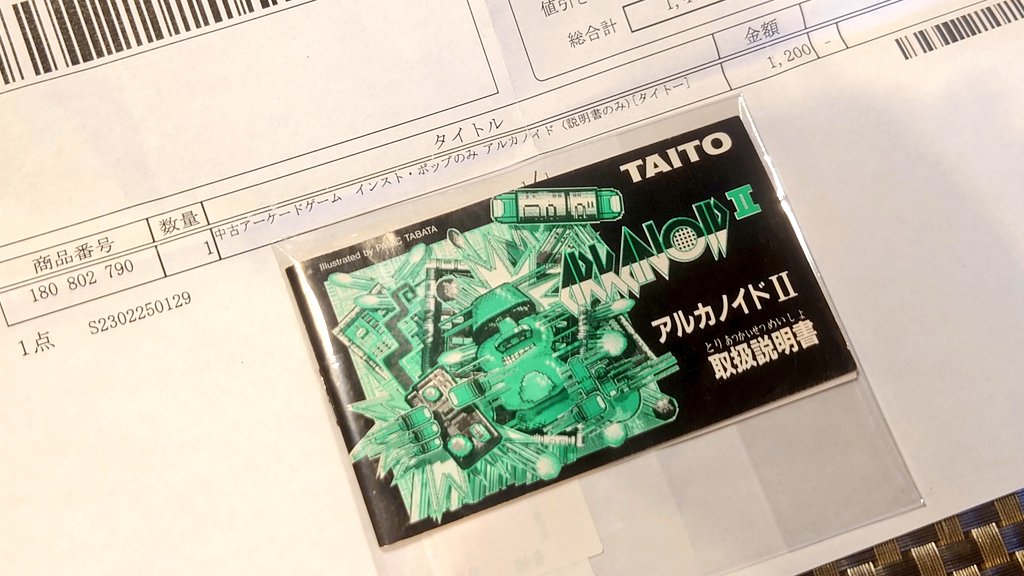 総合計
金額
1,200 -
タイトル
中古アーケードゲーム インスト・ポップのみ アルカノイド (説明書のみ)[タイトー]
数量
1
商品番号
180 802 790
1点 S2302250129
TAITO
Illustrated by PARC TABATA
ARKANOID II
アルカノイドII
とりあつかいせつめいしょ
取扱説明書